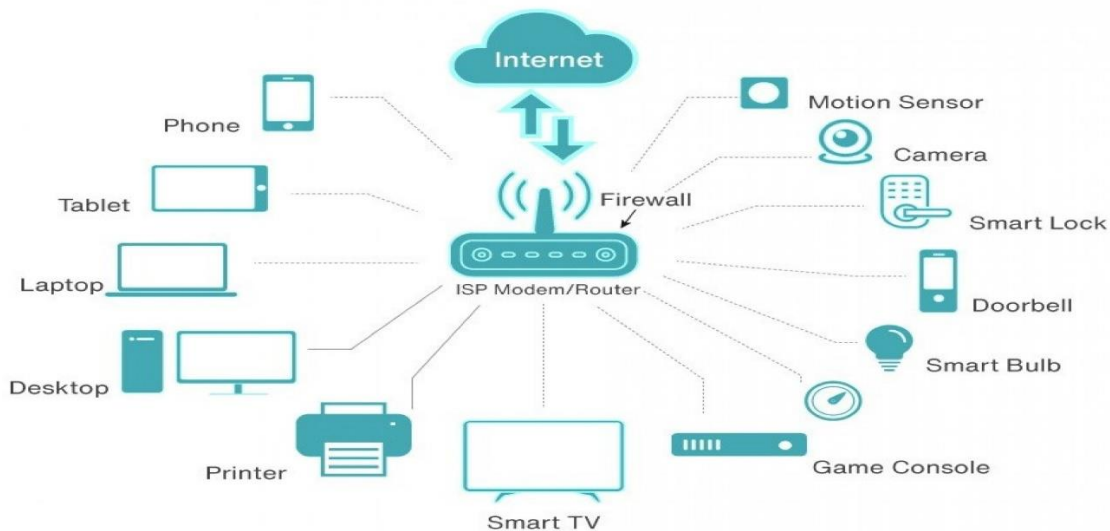 Internet
Phone
Motion Sensor
Camera
Tablet
Firewall
Smart Lock
Laptop
ISP Modem/Router
Doorbell
Desktop
Smart Bulb
Printer
Game Console
Smart TV